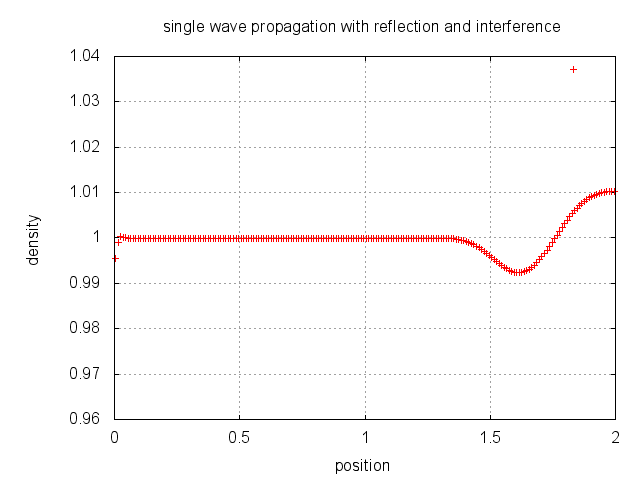 single wave propagation with reflection and interference
1.04
1.03
1.02
1.01
1
0.99
0.98
0.97
0.96
density
0 0.5 1 1.5 2
position